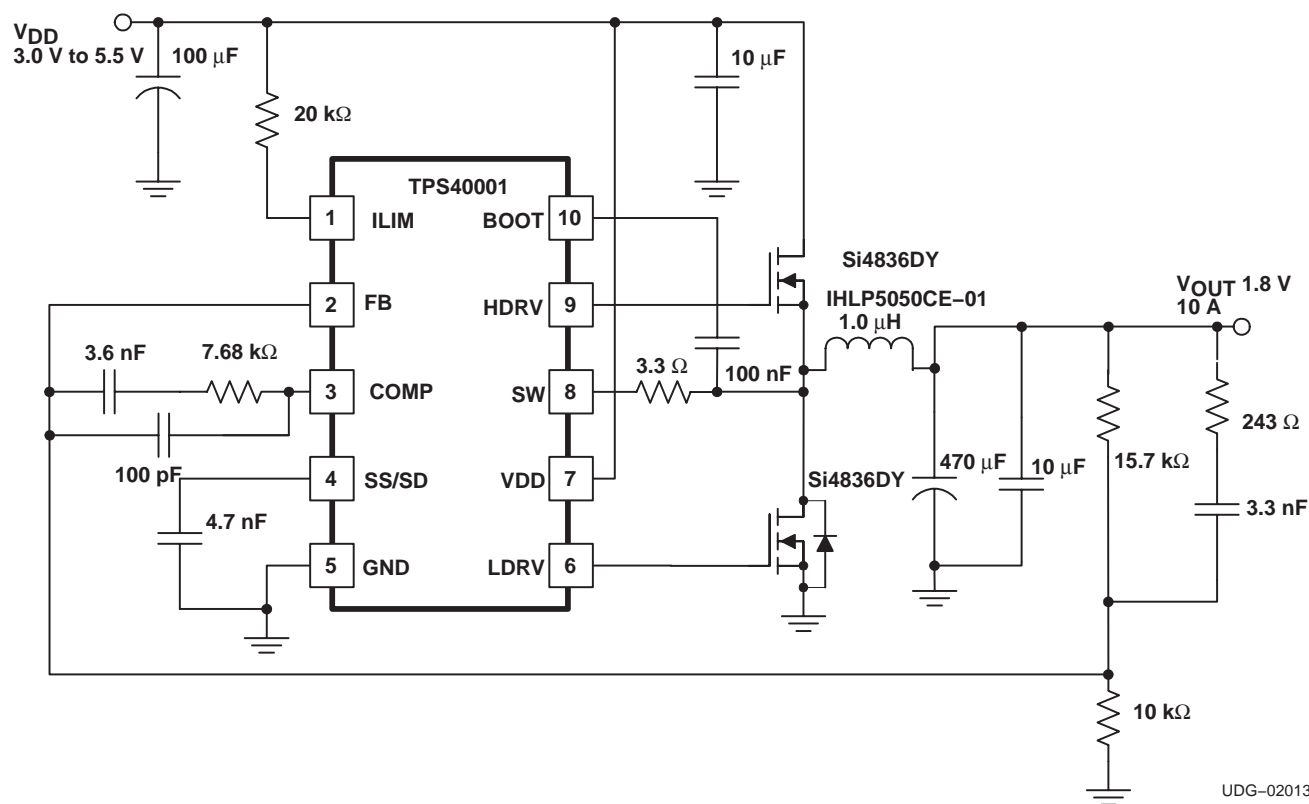 VDD
3.0 V to 5.5 V
100 μF
10 μF
20 kΩ
TPS40001
1
ILIM
BOOT
10
Si4836DY
2
FB
HDRV
9
IHLP5050CE–01
1.0 μH
VOUT 1.8 V
10 A
3.6 nF
7.68 kΩ
3
COMP
SW
8
3.3 Ω
100 nF
243 Ω
100 pF
4
SS/SD
VDD
7
Si4836DY
470 μF
10 μF
15.7 kΩ
3.3 nF
4.7 nF
5
GND
LDRV
6
10 kΩ
UDG–02013